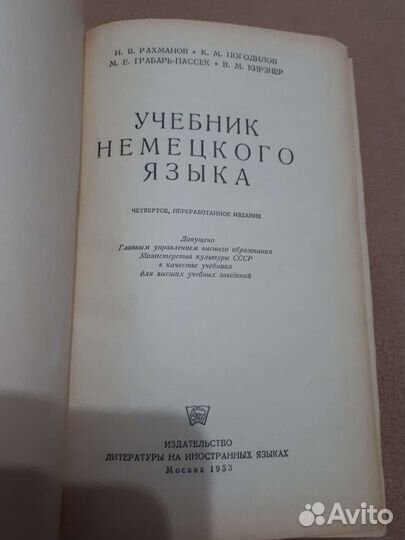 И. В. РАХМАНОВ • К. М. ПОГОДИЛОВ
М. Е. ГРАБАРЬ-ПАССЕК • В. М. КИРЗНЕР
УЧЕБНИК
НЕМЕЦКОГО
ЯЗЫКА
ЧЕТВЕРТОЕ, ПЕРЕРАБОТАННОЕ ИЗДАНИЕ
Допущено
Главным управлением высшего образования
Министерства культуры СССР
в качестве учебника
для высших учебных заведений
ИЗДАТЕЛЬСТВО
ЛИТЕРАТУРЫ НА ИНОСТРАННЫХ ЯЗЫКАХ
Москва 1953
Avito